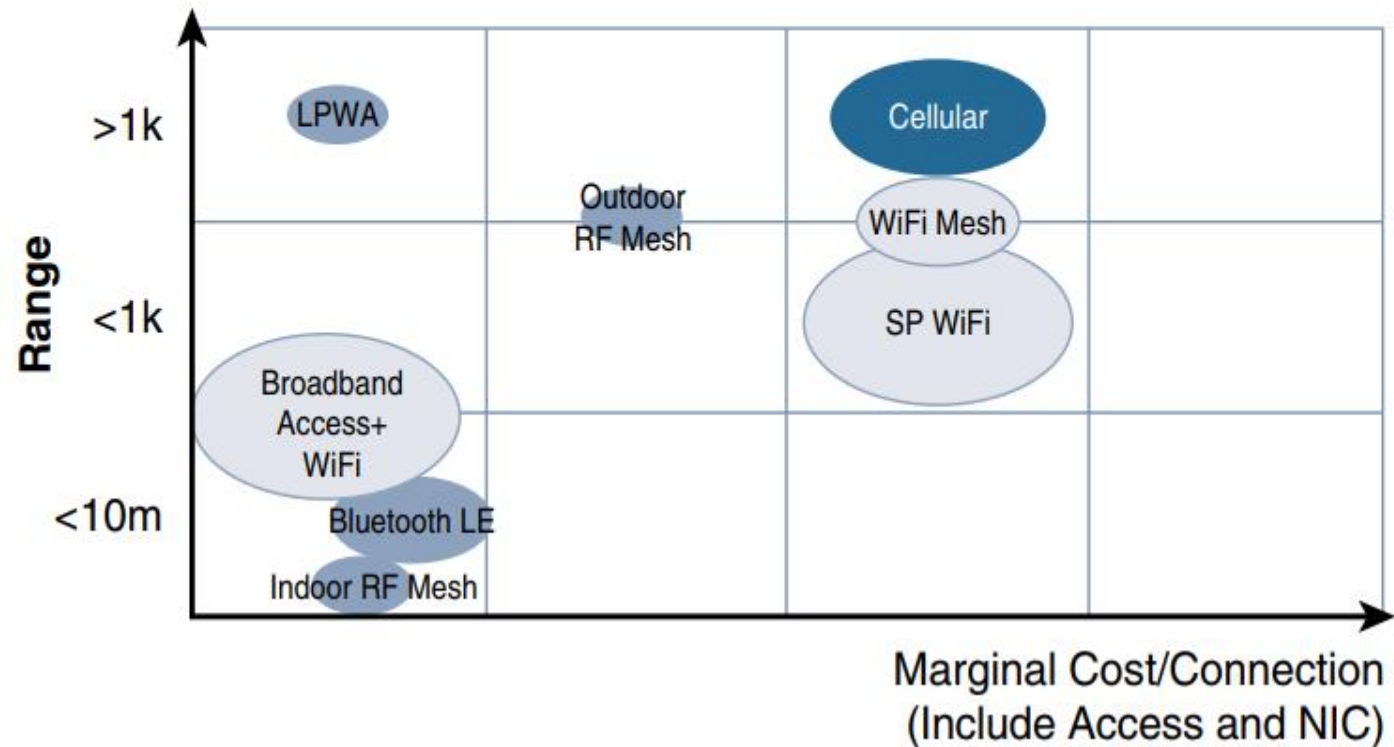 >1k
LPWA
Cellular
Outdoor
RF Mesh
WiFi Mesh
Range
<1k
SP WiFi
Broadband
Access+
WiFi
<10m
Bluetooth LE
Indoor RF Mesh
Marginal Cost/Connection
(Include Access and NIC)